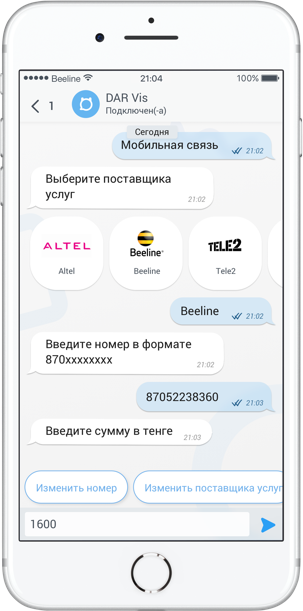 Beeline 21:04 100%
1 DAR Vis
Подключен(-а)
Сегодня
Мобильная связь 21:02
Выберите поставщика
услуг 21:02
ALTEL Beeline TELE2
Altel Beeline Tele2
Beeline 21:02
Введите номер в формате
870xxxxxxxx 21:02
87052238360 21:03
Введите сумму в тенге 21:03
Изменить номер Изменить поставщика услуг
1600